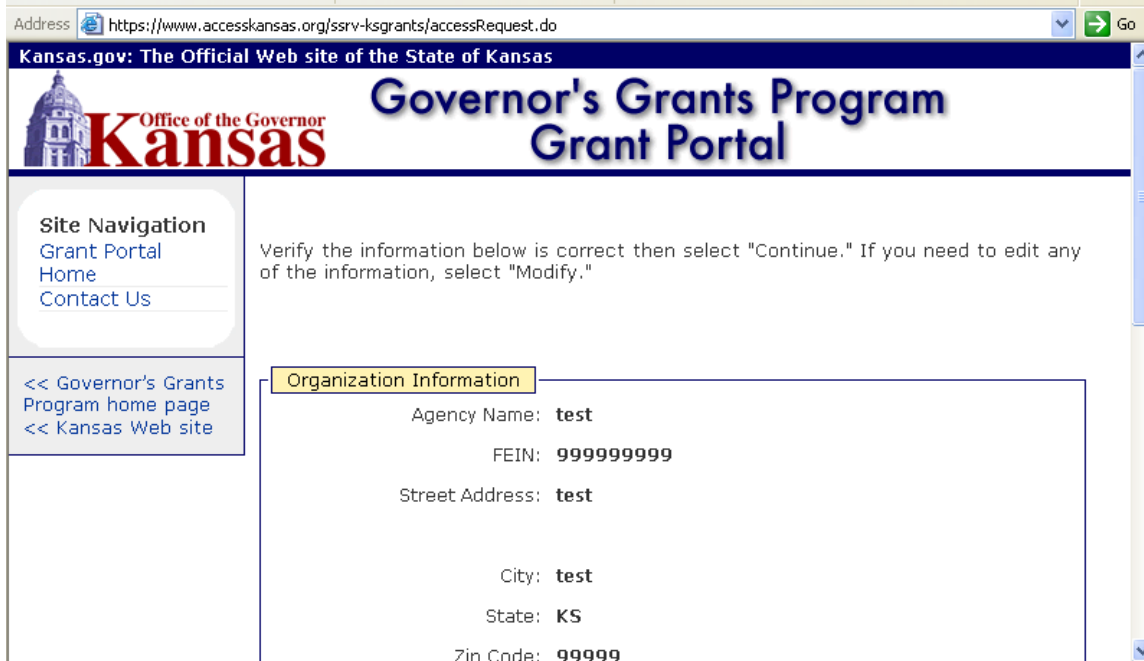 Address https://www.accesskansas.org/ssrv-ksgrants/accessRequest.do Go
Kansas.gov: The Official Web site of the State of Kansas
Office of the Governor
Kansas
Governor's Grants Program
Grant Portal
Site Navigation
Grant Portal
Home
Contact Us
<< Governor's Grants
Program home page
<< Kansas Web site
Verify the information below is correct then select "Continue." If you need to edit any
of the information, select "Modify."
Organization Information
Agency Name: test
FEIN: 999999999
Street Address: test
City: test
State: KS
Zip Code: 99999